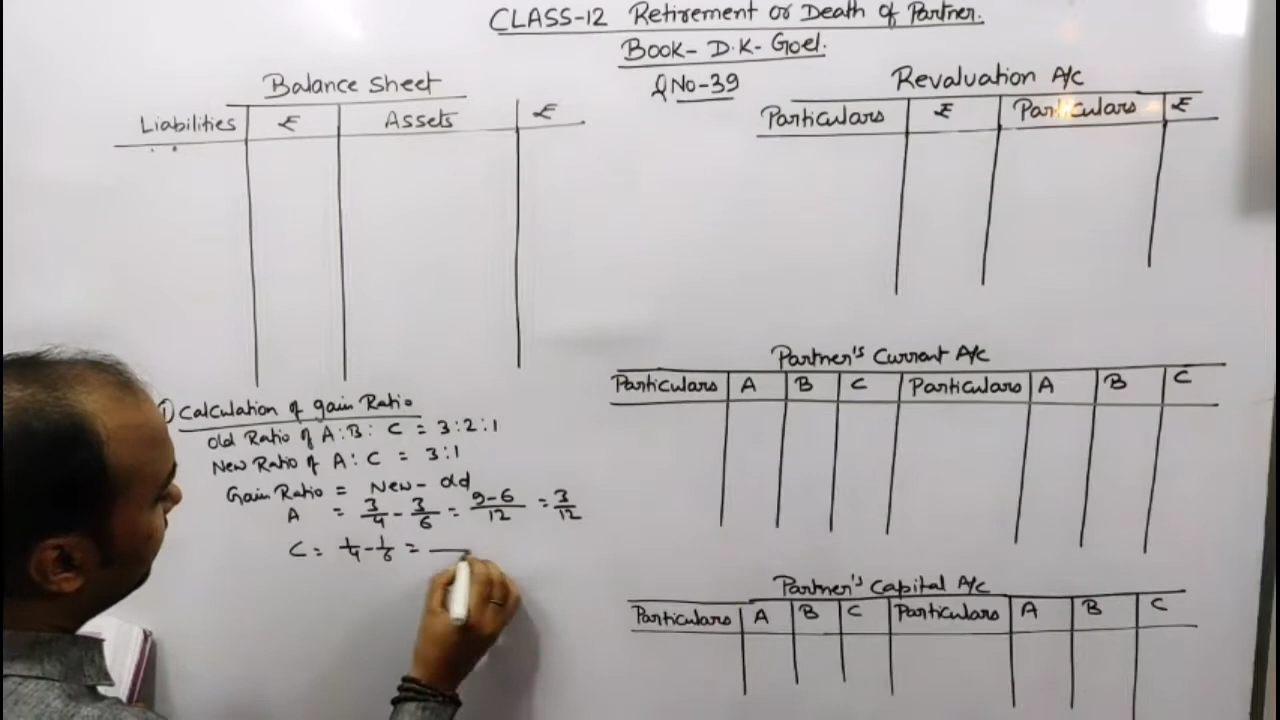 CLASS-12 Retirement or Death of Partner.
Book- D.K- Goel.
QNo-39
Balance Sheet
Liabilities ₹ Assets ₹
Revaluation A/c
Particulars ₹ Particulars ₹
Partner's Current A/c
Particulars A B C Particulars A B C
① Calculation of gain Ratio
Old Ratio of A:B:C = 3:2:1
New Ratio of A:C = 3:1
Gain Ratio = New - old
A = 3/4 - 3/6 = 9-6/12 = 3/12
C = 1/4 - 1/6 =
Partner's Capital A/c
Particulars A B C Particulars A B C